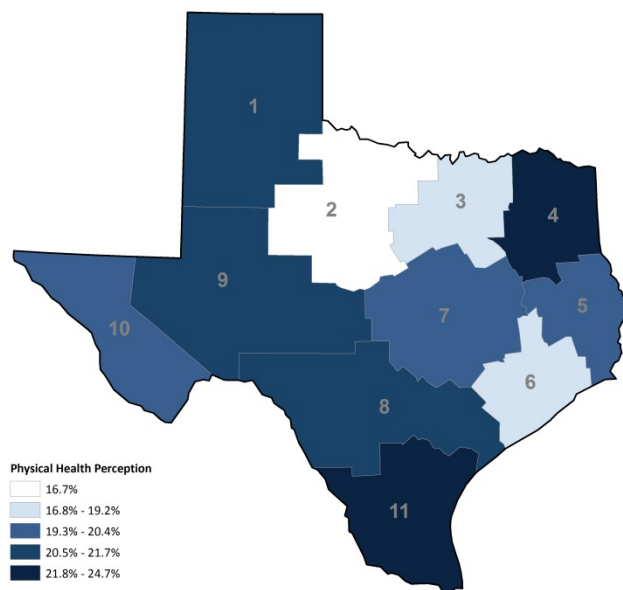 1
2
3
4
9
10
7
5
6
8
11
Physical Health Perception
16.7%
16.8% - 19.2%
19.3% - 20.4%
20.5% - 21.7%
21.8% - 24.7%